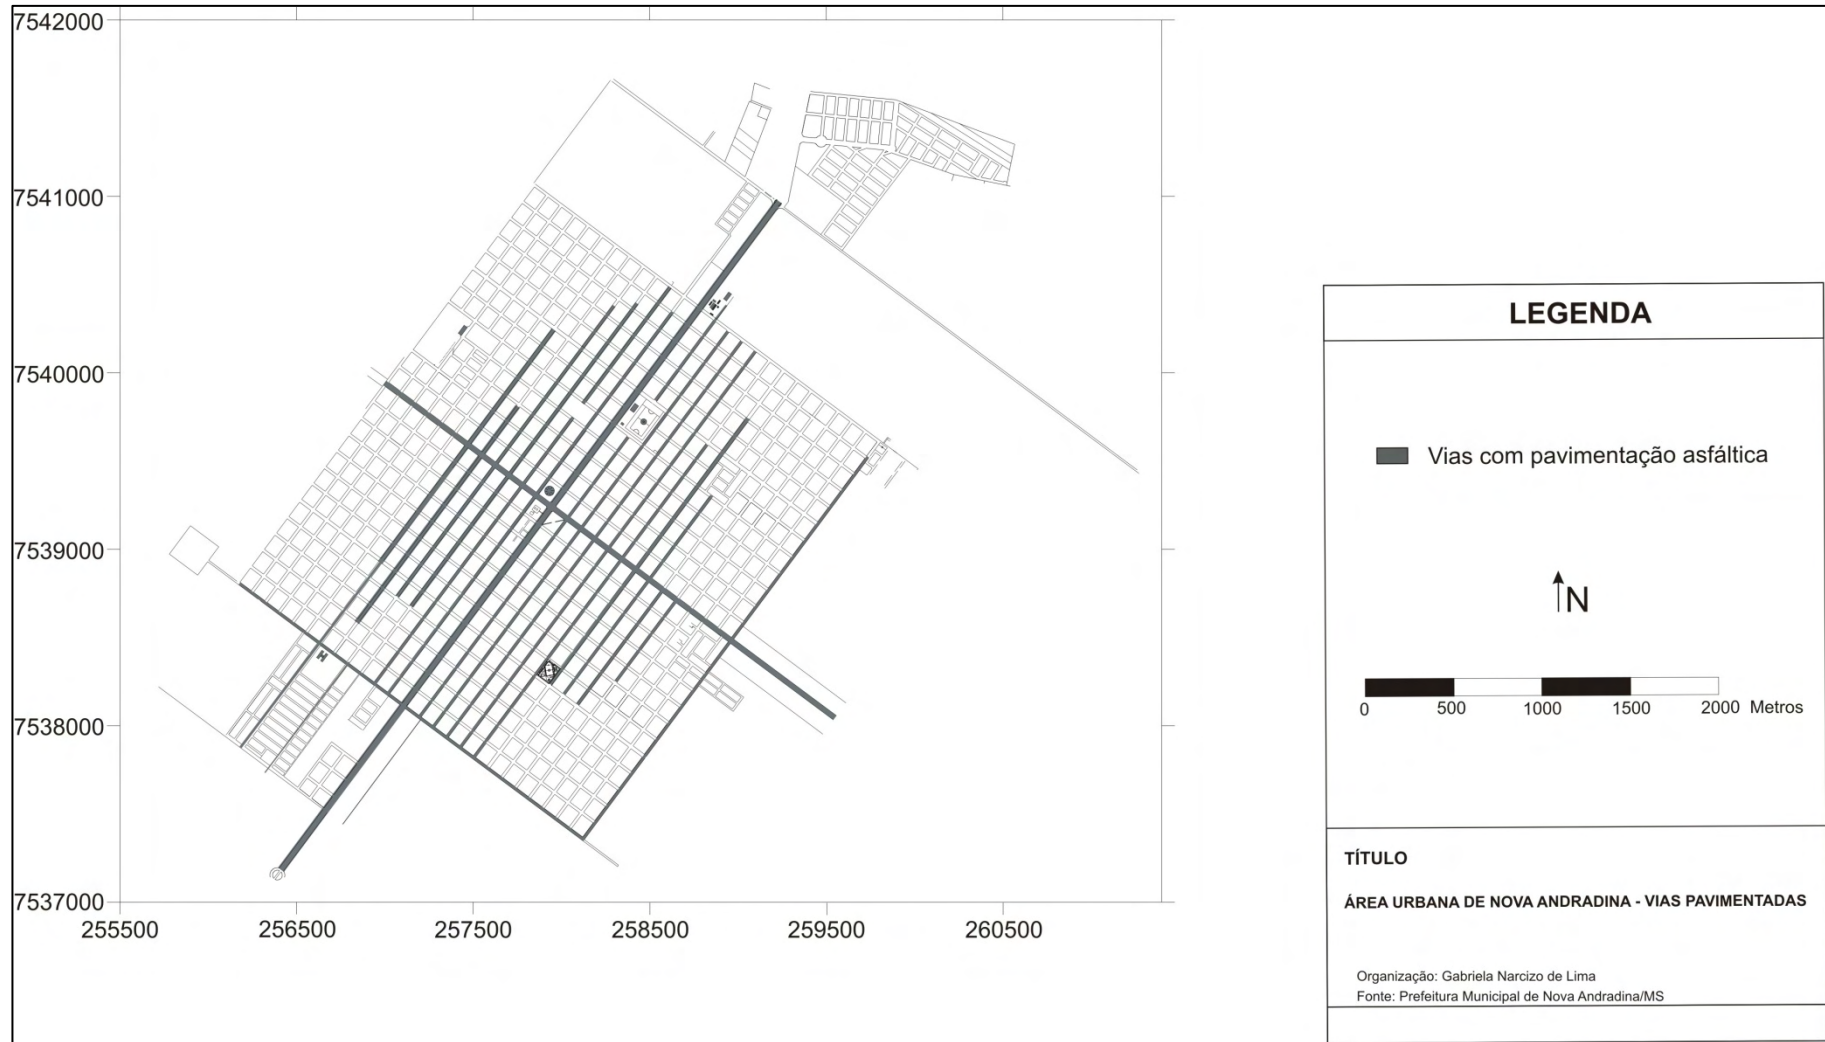 7542000
7541000
7540000
7539000
7538000
7537000
255500 256500 257500 258500 259500 260500
LEGENDA
Vias com pavimentação asfáltica
N
0 500 1000 1500 2000 Metros
TÍTULO
ÁREA URBANA DE NOVA ANDRADINA - VIAS PAVIMENTADAS
Organização: Gabriela Narcizo de Lima
Fonte: Prefeitura Municipal de Nova Andradina/MS